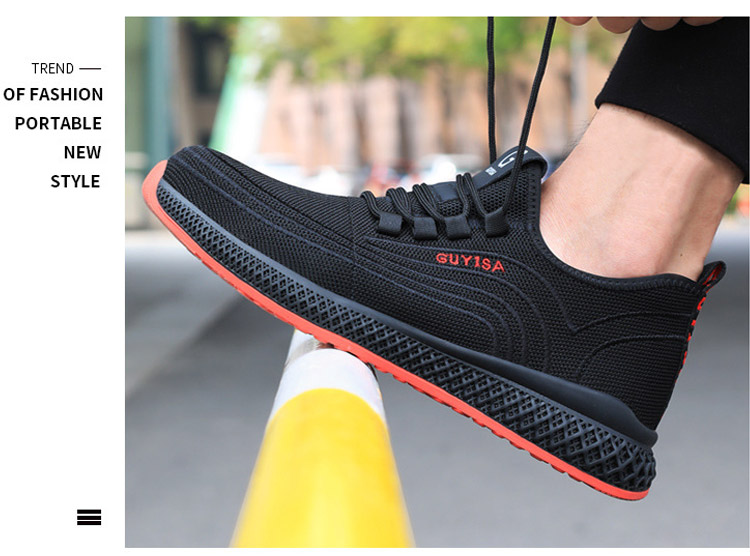 TREND —
OF FASHION
PORTABLE
NEW
STYLE
GUYISA